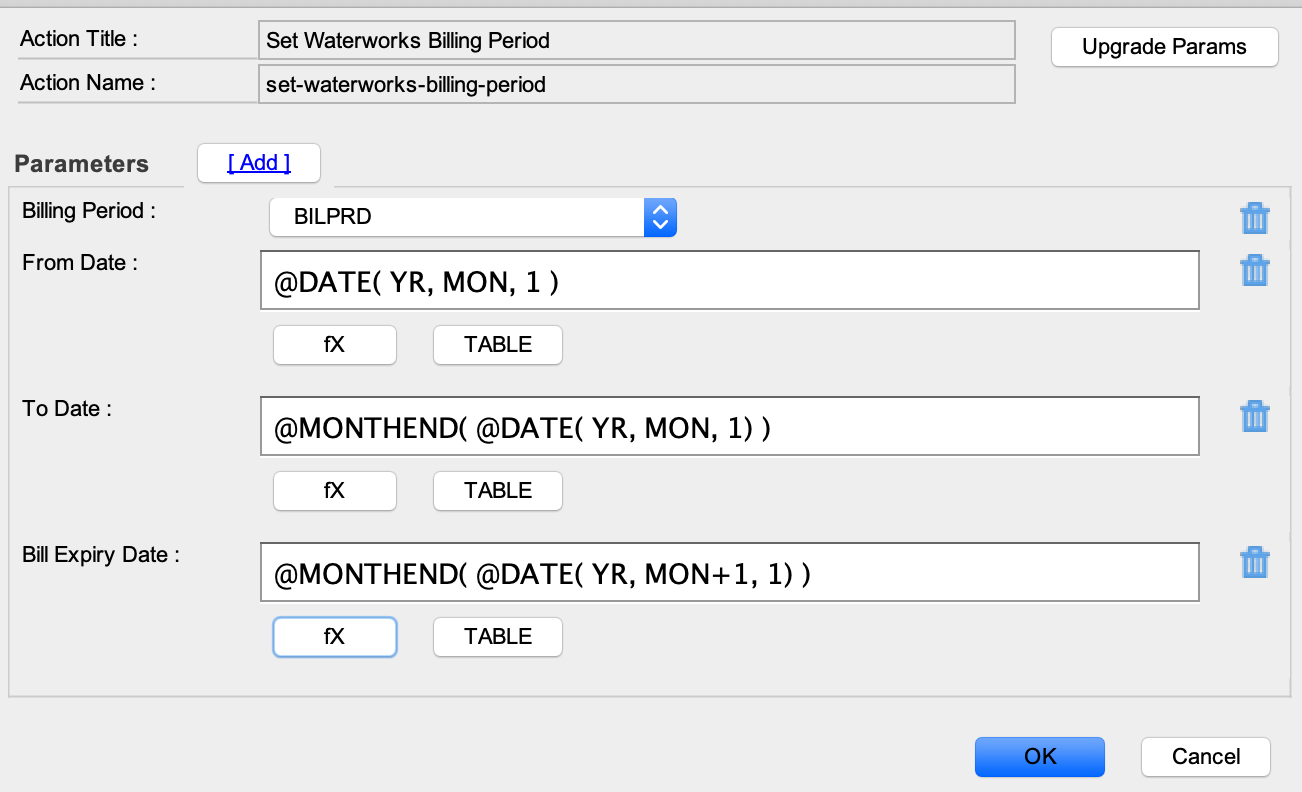 Action Title : Set Waterworks Billing Period Upgrade Params
Action Name : set-waterworks-billing-period
Parameters [ Add ]
Billing Period : BILPRD
From Date : @DATE( YR, MON, 1 )
fX TABLE
To Date : @MONTHEND( @DATE( YR, MON, 1) )
fX TABLE
Bill Expiry Date : @MONTHEND( @DATE( YR, MON+1, 1) )
fX TABLE
OK Cancel